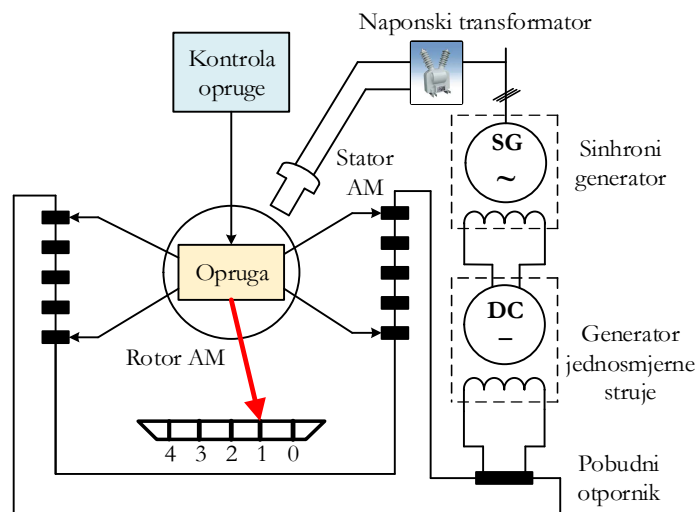 Naponski transformator
Kontrola
opruge
SG
~
Sinhroni
generator
Stator
AM
Opruga
DC
–
Generator
jednosmjerne
struje
Rotor AM
4 3 2 1 0
Pobudni
otpornik